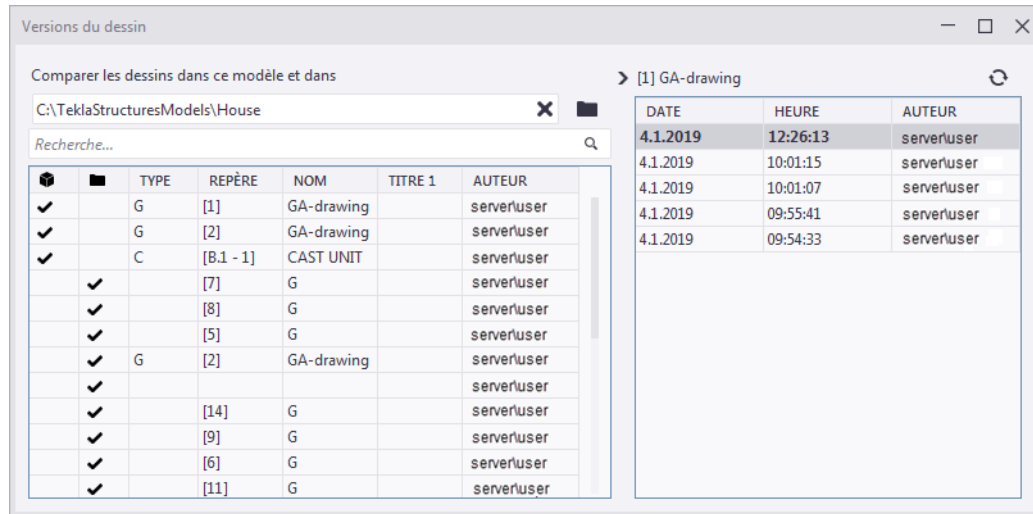 Versions du dessin
Comparer les dessins dans ce modèle et dans
C:\TeklaStructuresModels\House
Recherche...
TYPE REPÈRE NOM TITRE 1 AUTEUR
G [1] GA-drawing server\user
G [2] GA-drawing server\user
C [B.1 - 1] CAST UNIT server\user
[7] G server\user
[8] G server\user
[5] G server\user
G [2] GA-drawing server\user
server\user
[14] G server\user
[9] G server\user
[6] G server\user
[11] G server\user
[1] GA-drawing
DATE HEURE AUTEUR
4.1.2019 12:26:13 server\user
4.1.2019 10:01:15 server\user
4.1.2019 10:01:07 server\user
4.1.2019 09:55:41 server\user
4.1.2019 09:54:33 server\user